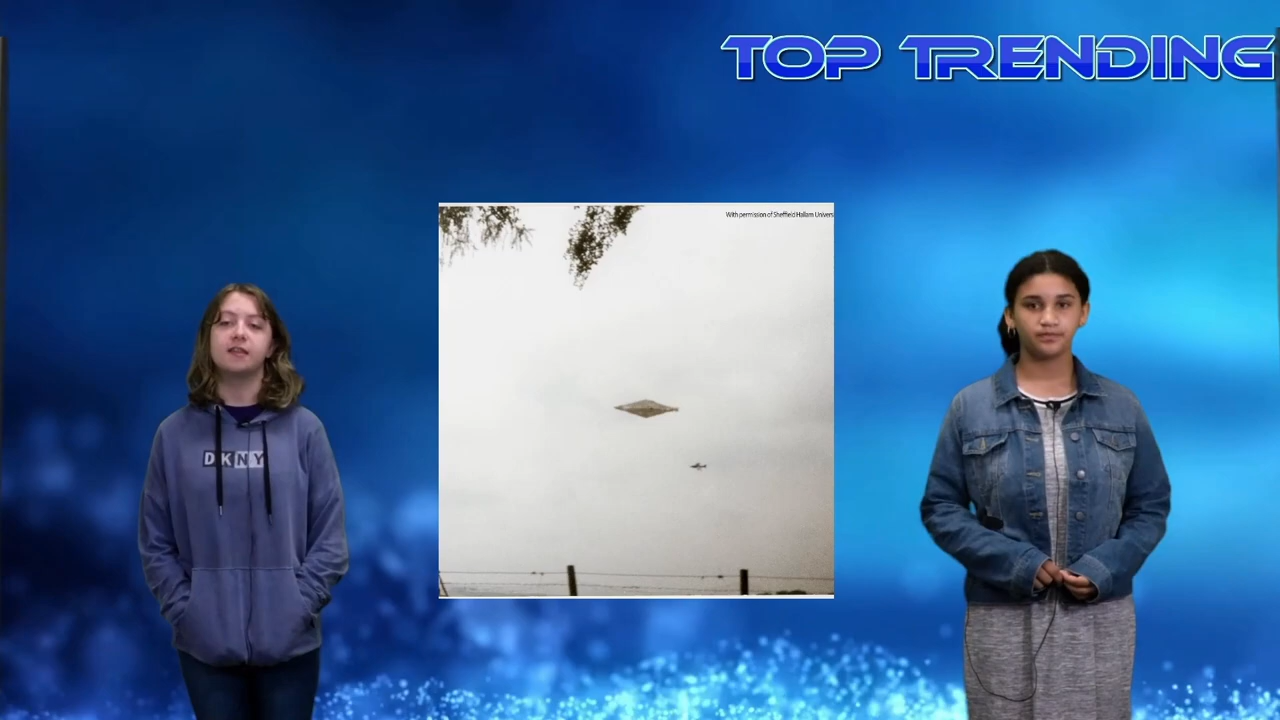 TOP TRENDING
With permission of Sheffield Hallam Univers
DKNY